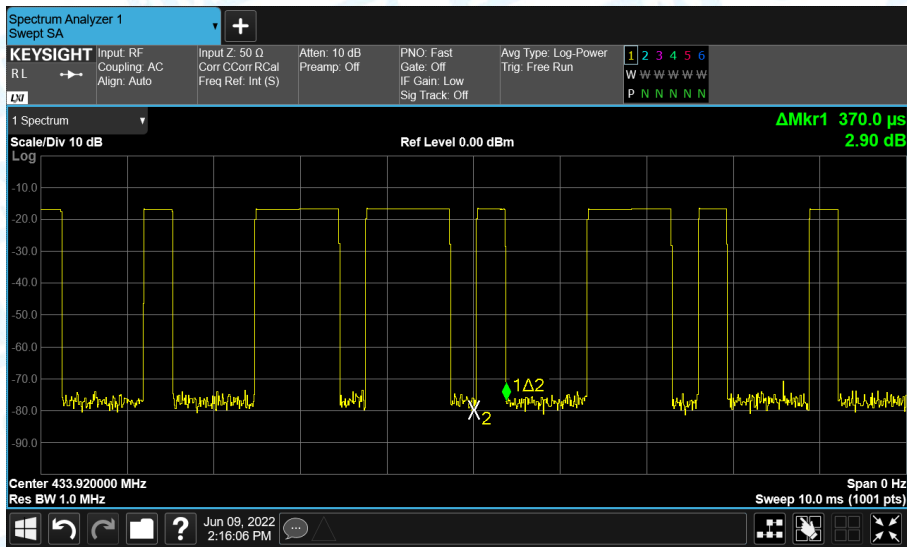 Spectrum Analyzer 1
Swept SA
+
KEYSIGHT
RL
LXI
Input: RF
Coupling: AC
Align: Auto
Input Z: 50 Ω
Corr CCorr RCal
Freq Ref: Int (S)
Atten: 10 dB
Preamp: Off
PNO: Fast
Gate: Off
IF Gain: Low
Sig Track: Off
Avg Type: Log-Power
Trig: Free Run
1 2 3 4 5 6
W W W W W W
P N N N N N
1 Spectrum
ΔMkr1 370.0 µs
2.90 dB
Scale/Div 10 dB
Ref Level 0.00 dBm
Log
-10.0
-20.0
-30.0
-40.0
-50.0
-60.0
-70.0
1Δ2
-80.0
X2
-90.0
Center 433.920000 MHz
Span 0 Hz
Res BW 1.0 MHz
Sweep 10.0 ms (1001 pts)
?
Jun 09, 2022
2:16:06 PM